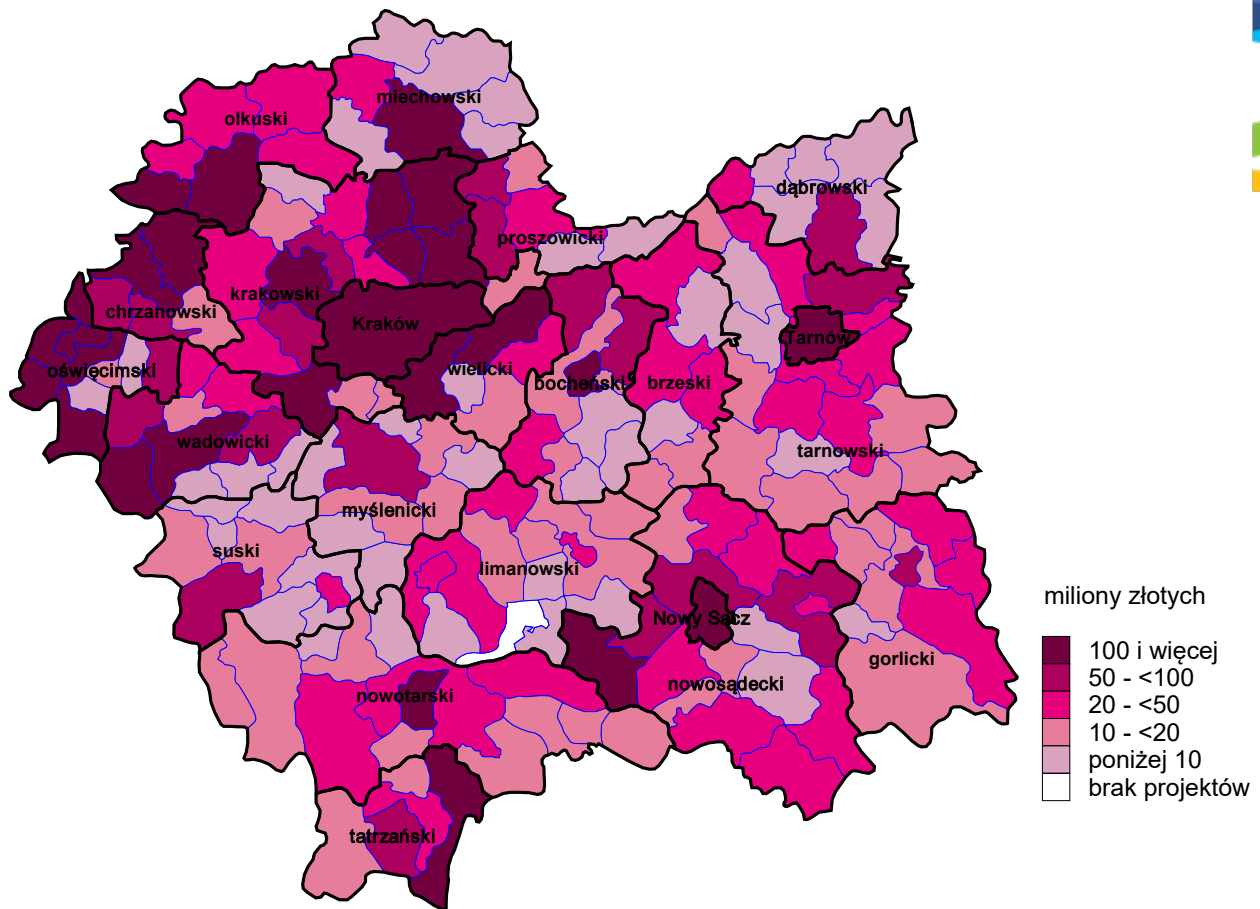 miechowski
olkuski
dąbrowski
proszowicki
krakowski
chrzanowski
Kraków
Tarnów
oświęcimski
wielicki
bocheński
brzeski
wadowicki
tarnowski
myślenicki
suski
limanowski
Nowy Sącz
gorlicki
nowosądecki
nowotarski
tatrzański
miliony złotych
100 i więcej
50 - <100
20 - <50
10 - <20
poniżej 10
brak projektów